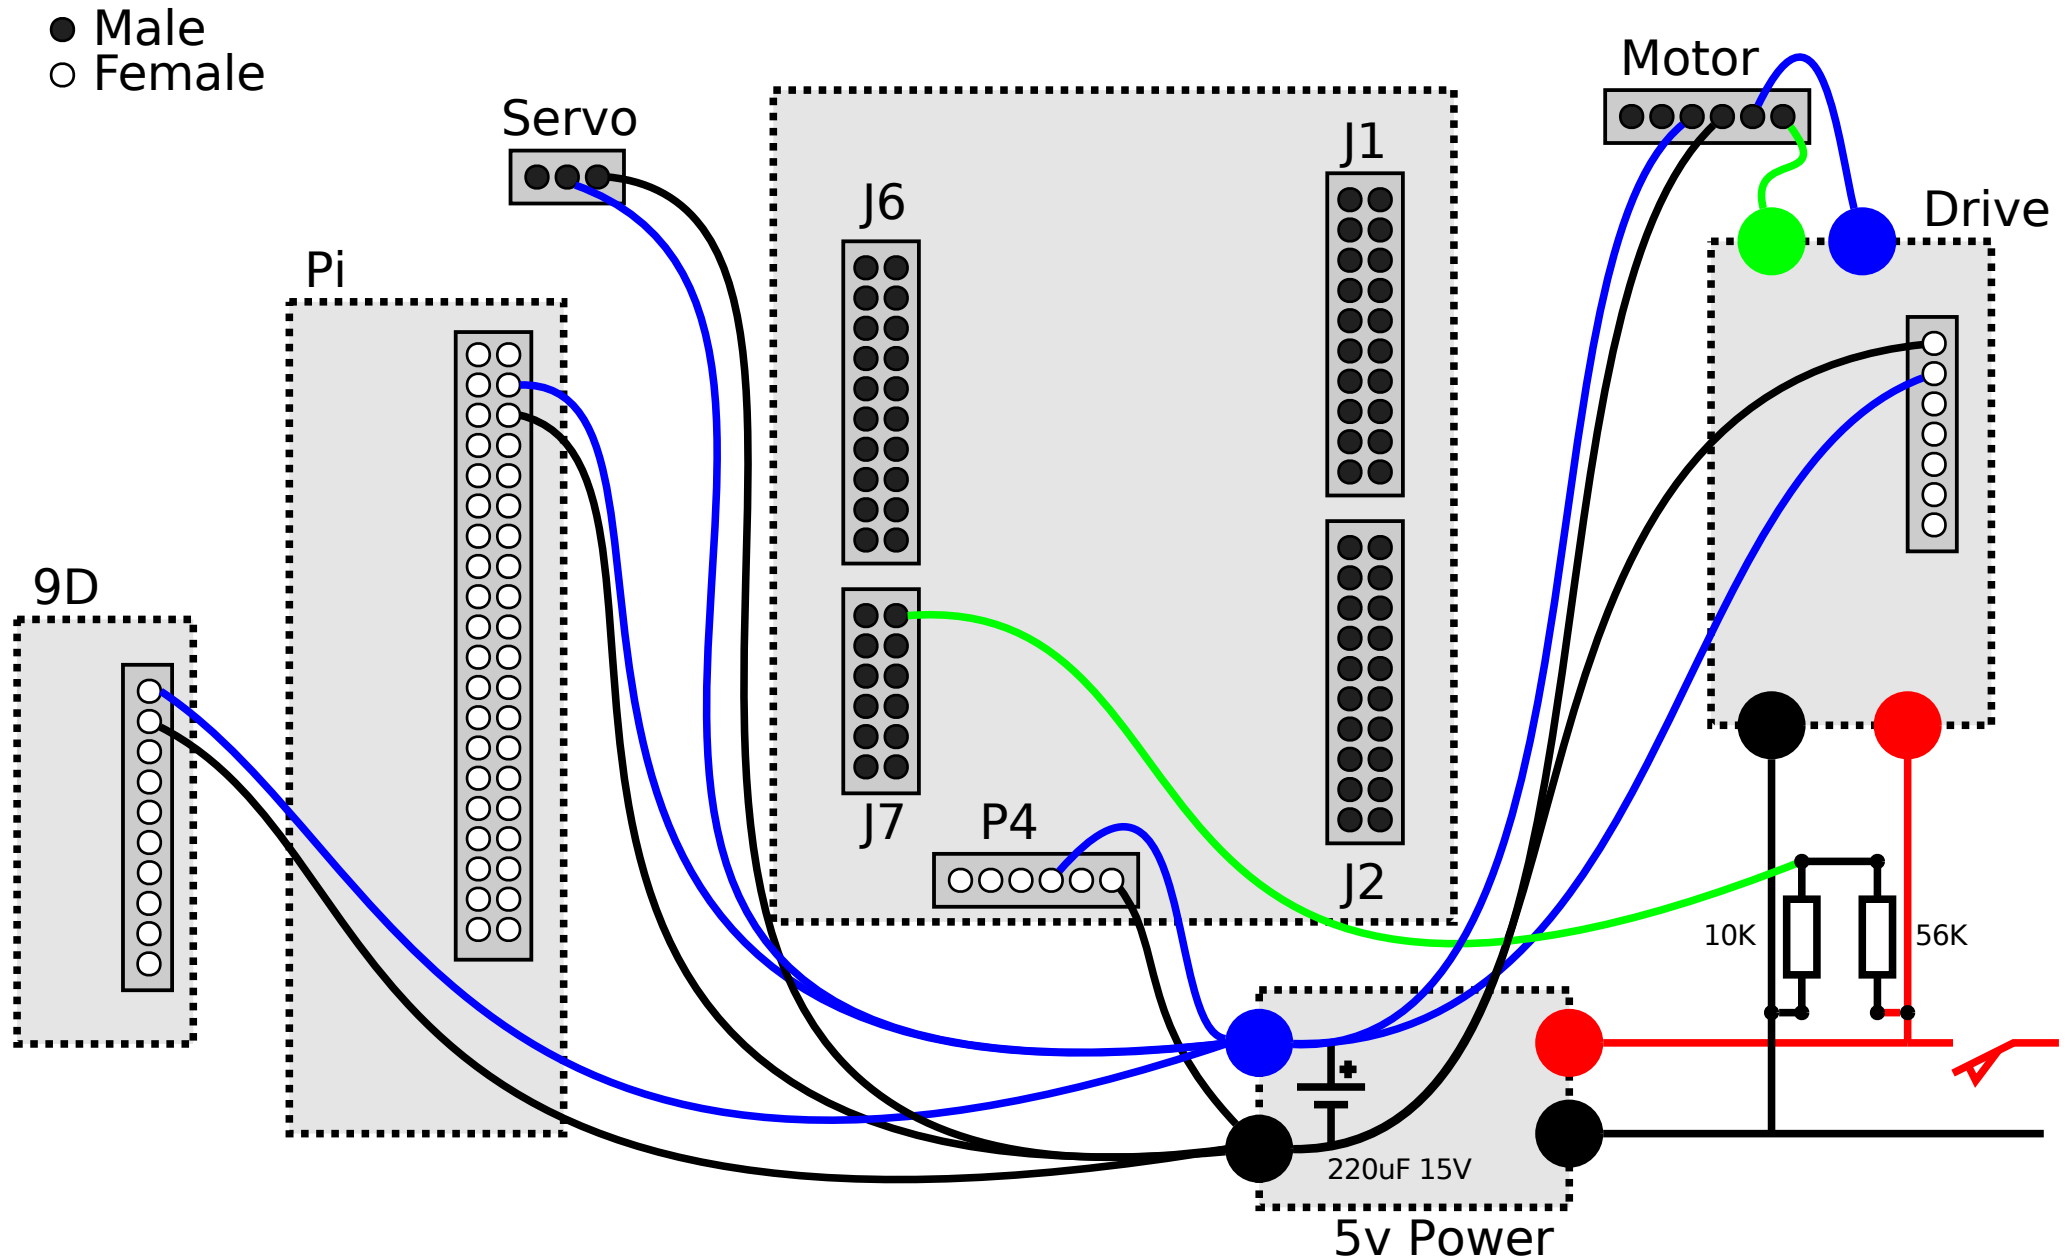 Male
Female
Servo
Motor
J1
J6
Drive
Pi
9D
J7
P4
J2
10K
56K
220uF 15V
5v Power